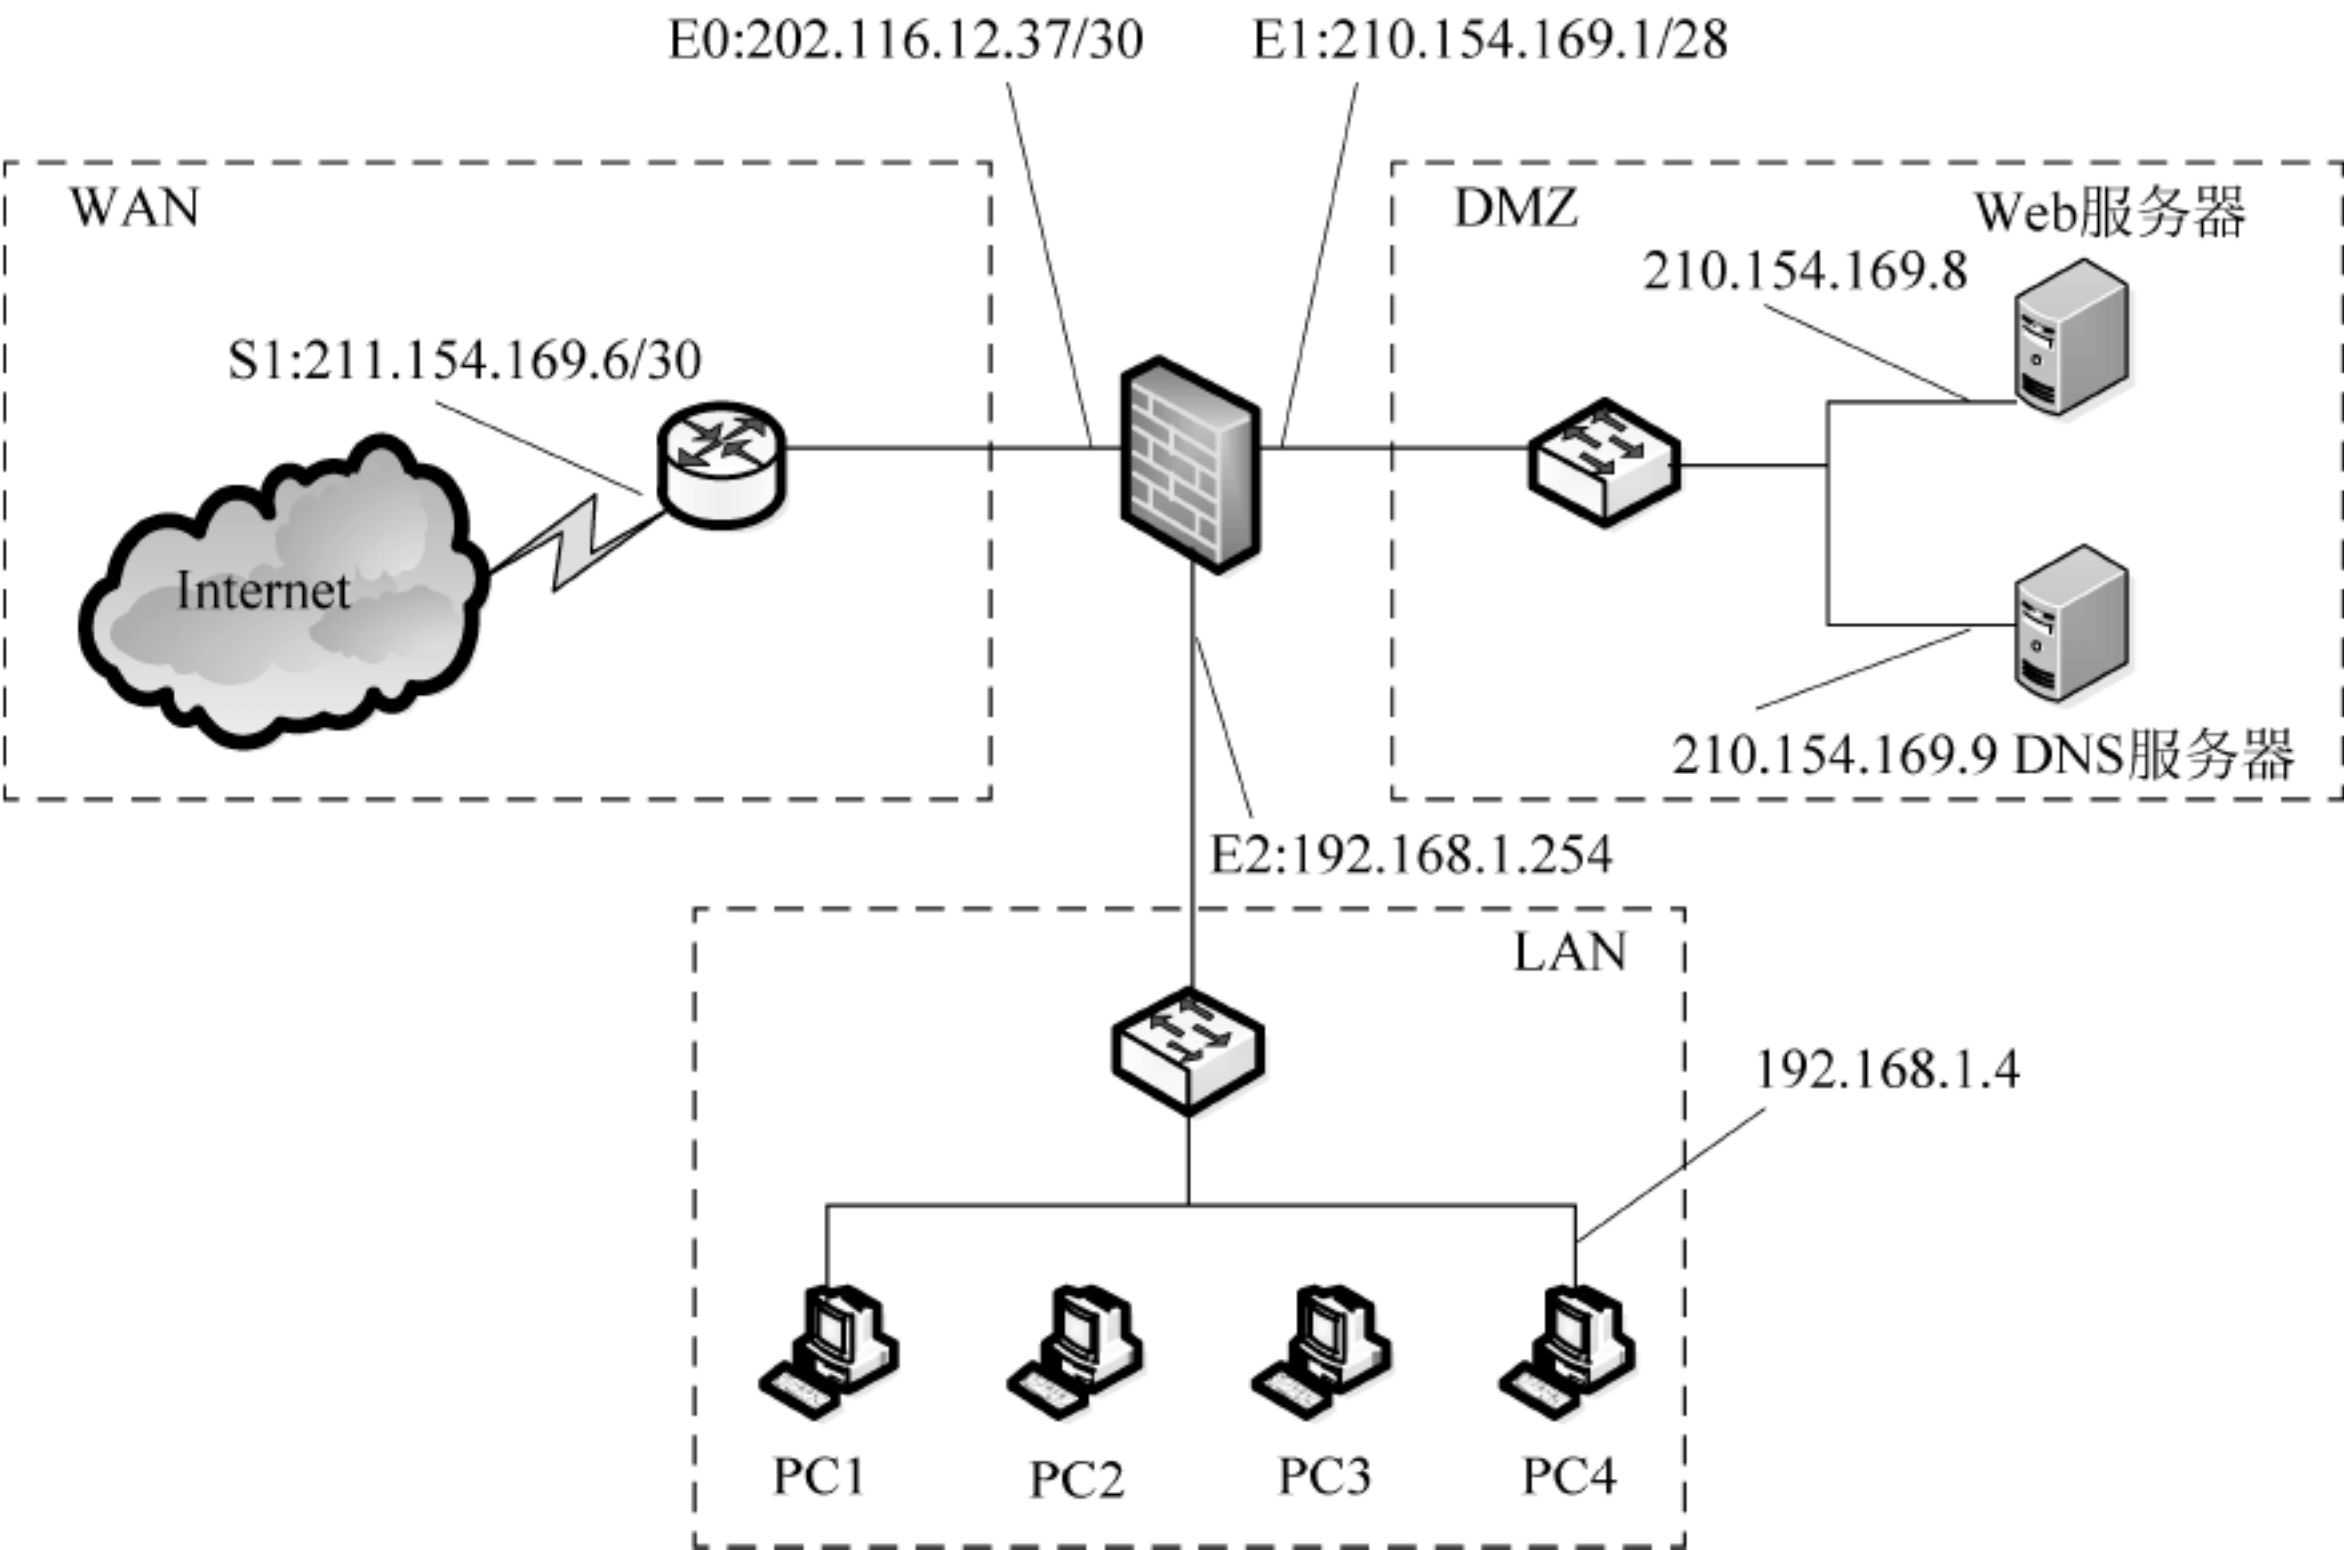 E0:202.116.12.37/30
E1:210.154.169.1/28
WAN
DMZ
Web服务器
210.154.169.8
S1:211.154.169.6/30
Internet
210.154.169.9 DNS服务器
E2:192.168.1.254
LAN
192.168.1.4
PC1
PC2
PC3
PC4